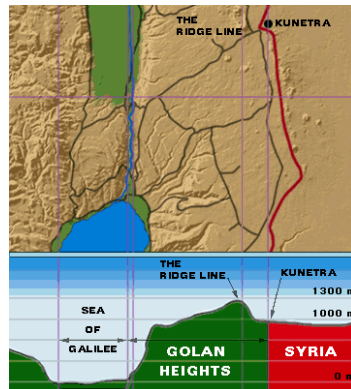 THE
RIDGE LINE
KUNETRA
THE
RIDGE LINE
KUNETRA
1300 m
SEA
OF
GALILEE
1000 m
GOLAN
HEIGHTS
SYRIA
0 m